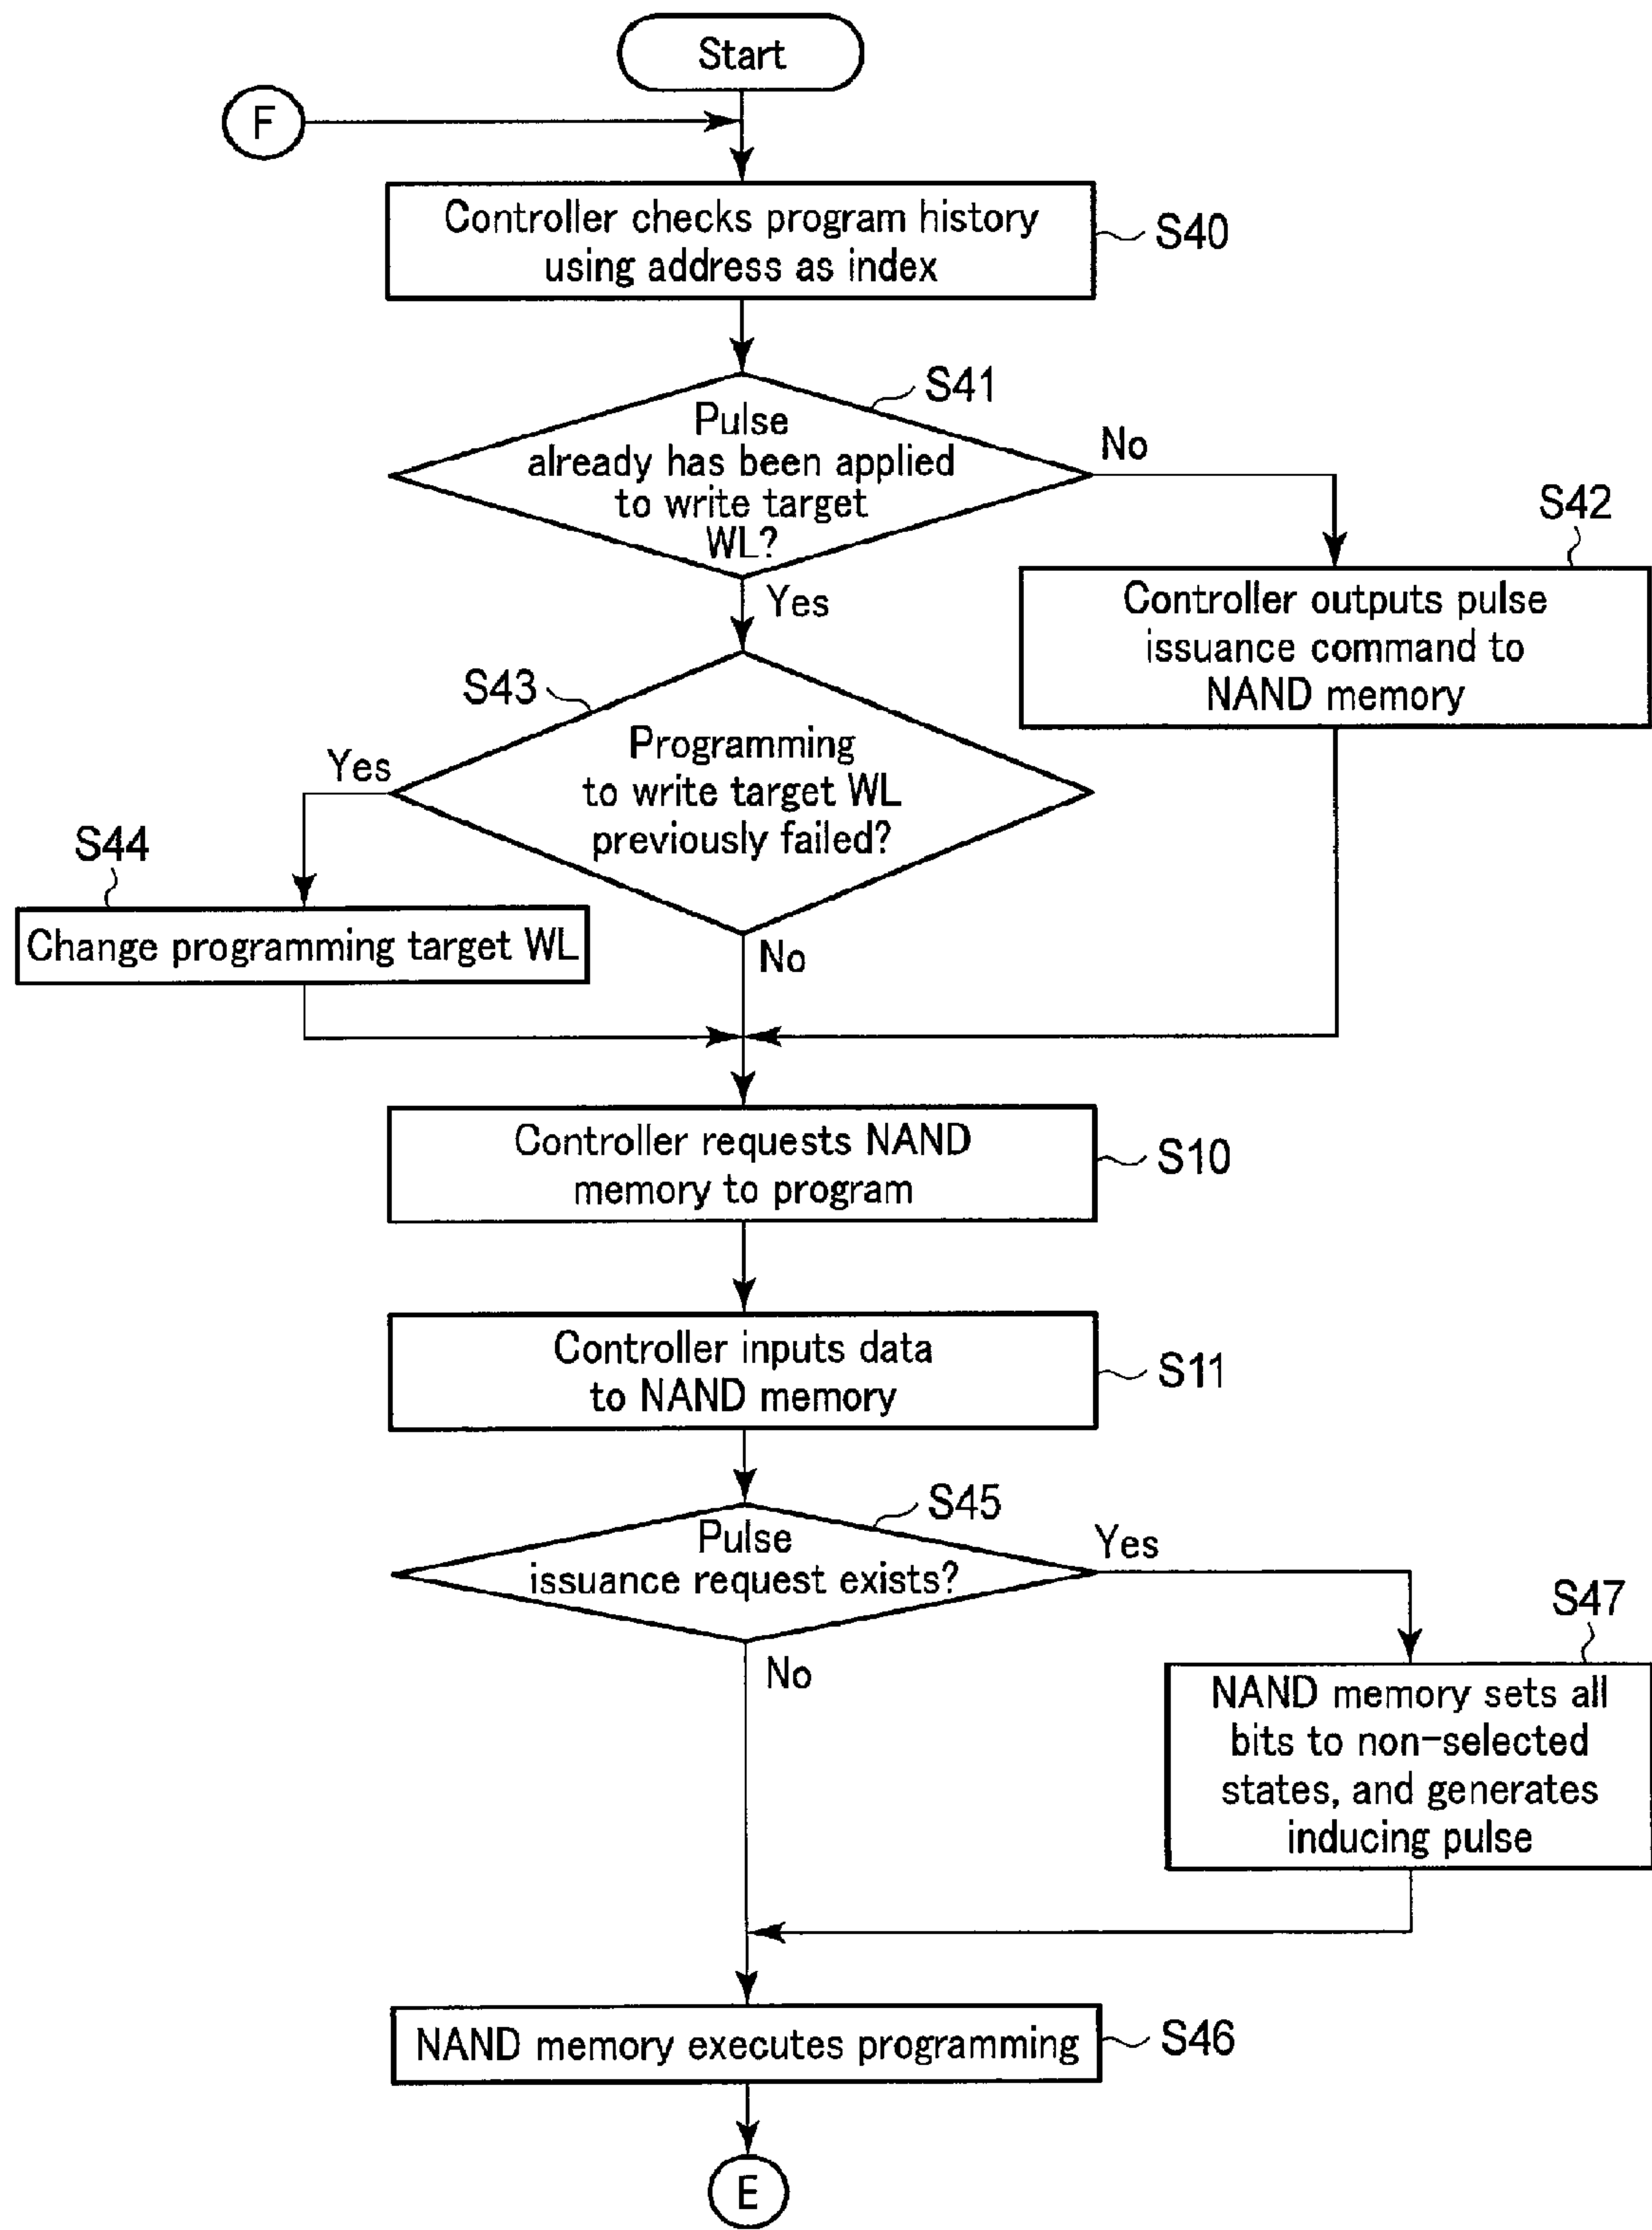 Start
F
Controller checks program history
using address as index
S40
S41
Pulse
already has been applied
to write target
WL?
No
Yes
S42
Controller outputs pulse
issuance command to
NAND memory
S43
Programming
to write target WL
previously failed?
Yes
No
S44
Change programming target WL
Controller requests NAND
memory to program
S10
Controller inputs data
to NAND memory
S11
S45
Pulse
issuance request exists?
Yes
No
S47
NAND memory sets all
bits to non-selected
states, and generates
inducing pulse
NAND memory executes programming
S46
E